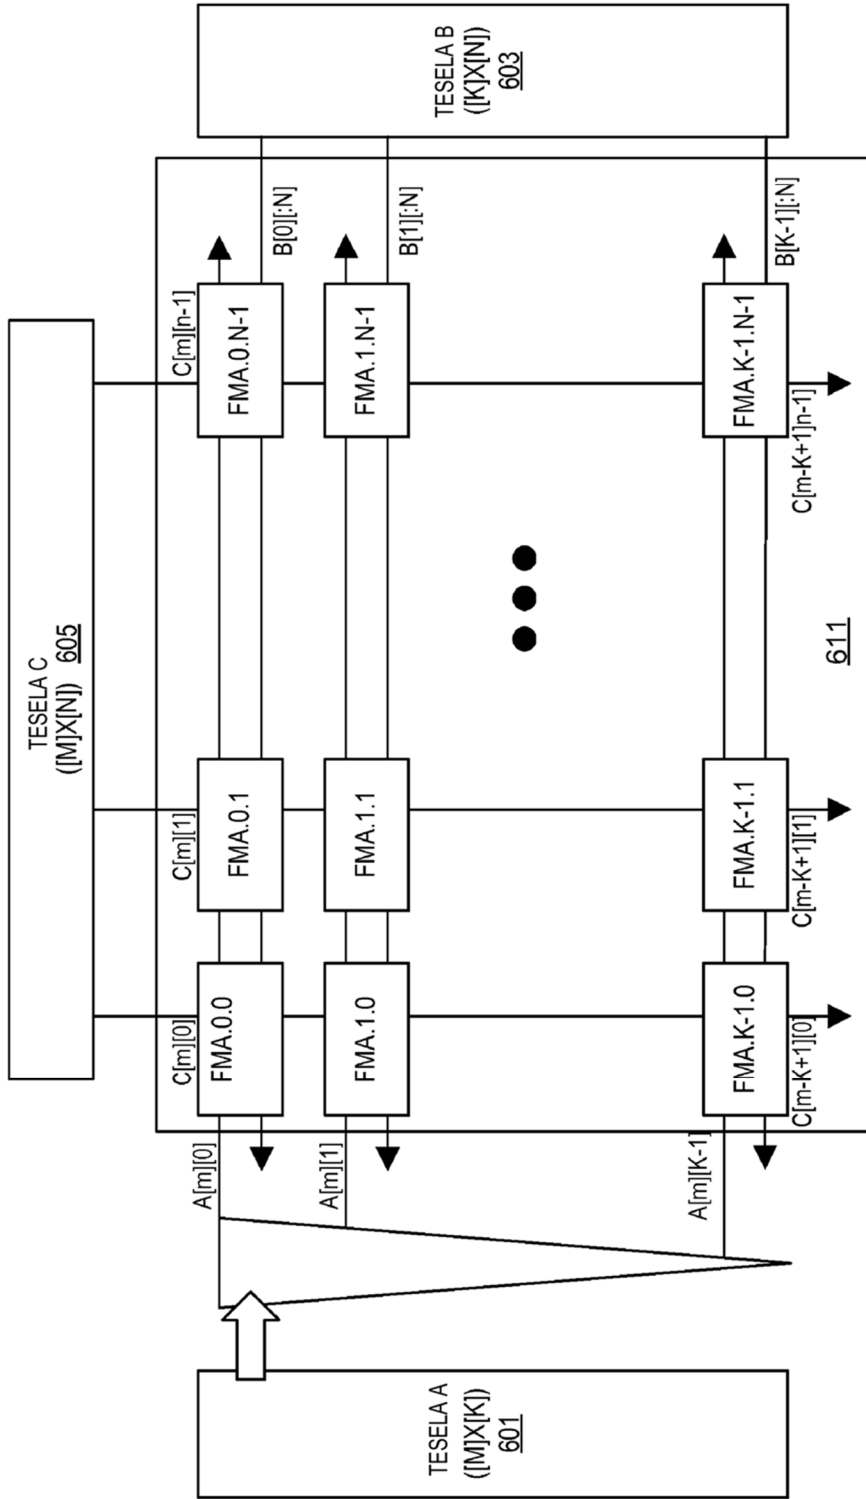 TESELA C
([M]X[N]) 605
TESELA A
([M]X[K])
601
TESELA B
([K]X[N])
603
C[m][0]
C[m][1]
C[m][n-1]
A[m][0]
FMA.0.0
FMA.0.1
FMA.0.N-1
B[0][:N]
A[m][1]
FMA.1.0
FMA.1.1
FMA.1.N-1
B[1][:N]
A[m][K-1]
FMA.K-1.0
FMA.K-1.1
FMA.K-1.N-1
B[K-1][:N]
C[m-K+1][0]
C[m-K+1][1]
C[m-K+1]n-1]
611